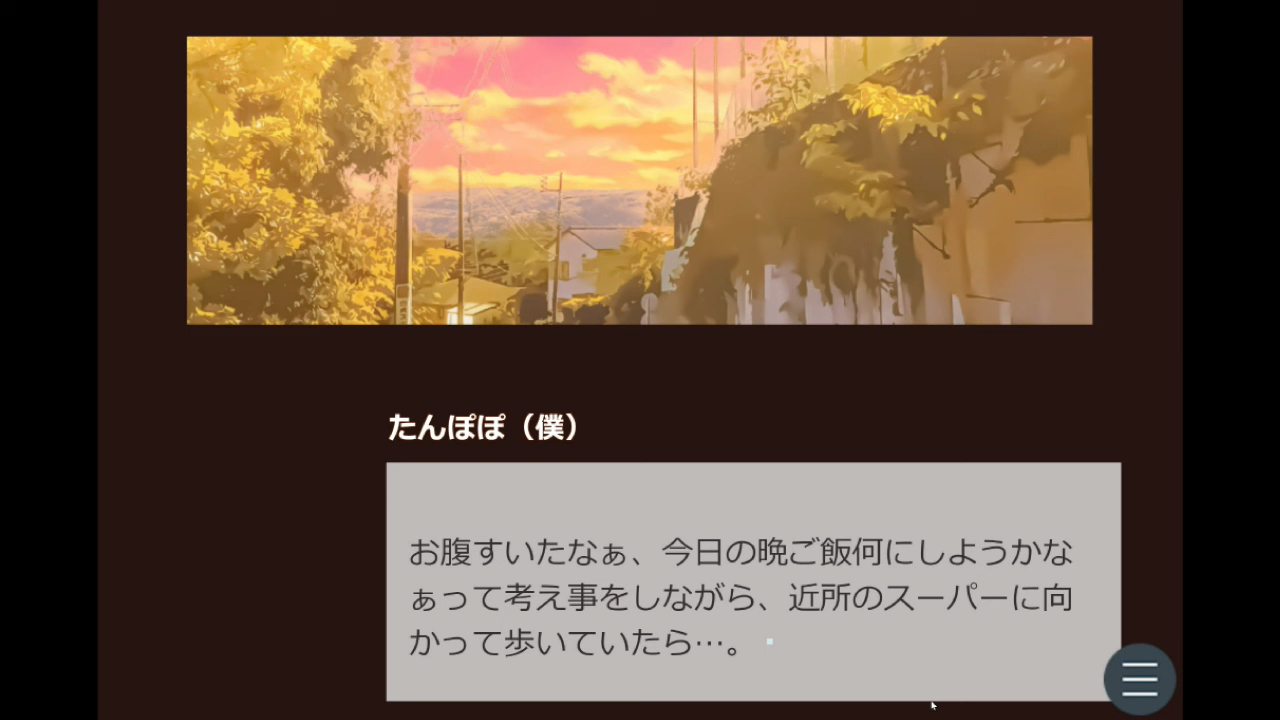 たんぽぽ（僕）
お腹すいたなぁ、今日の晩ご飯何にしようかな
ぁって考え事をしながら、近所のスーパーに向
かって歩いていたら…。